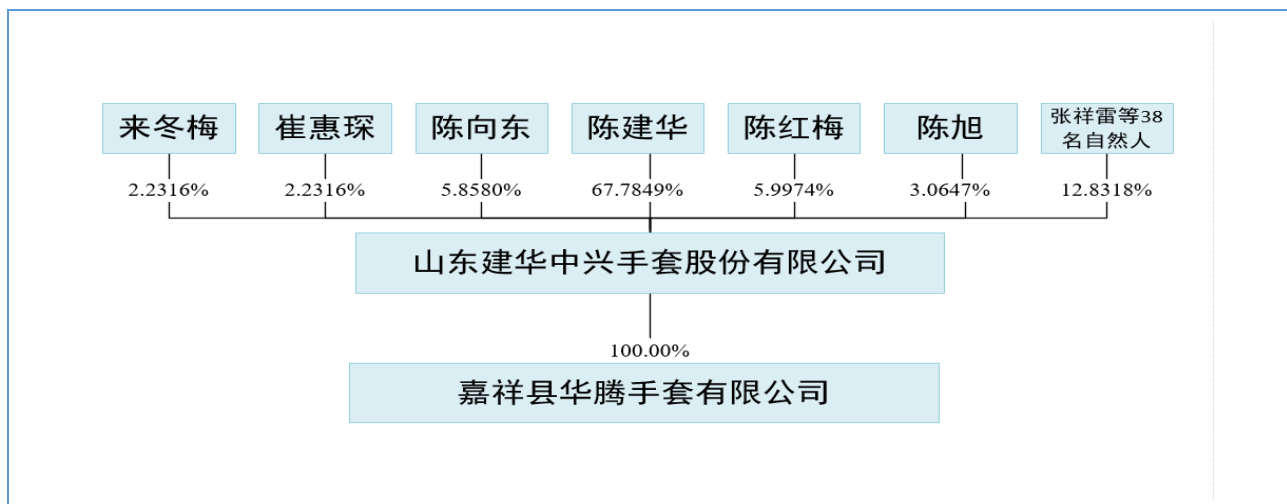 来冬梅
崔惠琛
陈向东
陈建华
陈红梅
陈旭
张祥雷等38
名自然人
2.2316%
2.2316%
5.8580%
67.7849%
5.9974%
3.0647%
12.8318%
山东建华中兴手套股份有限公司
100.00%
嘉祥县华腾手套有限公司